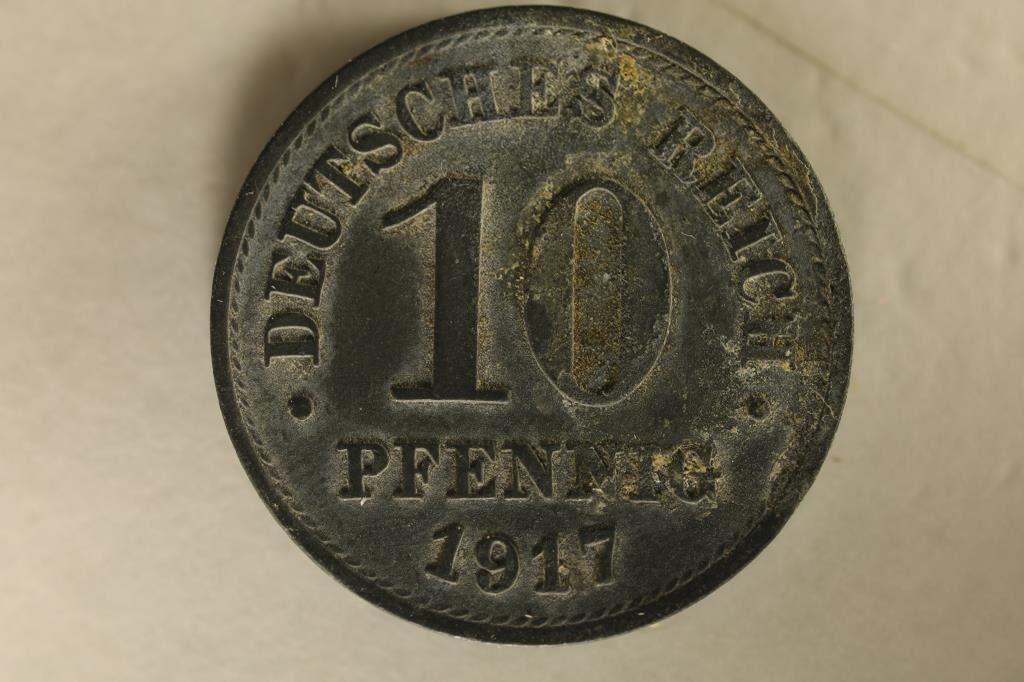 · DEUTSCHES REICH ·
10
PFENNIG
1917